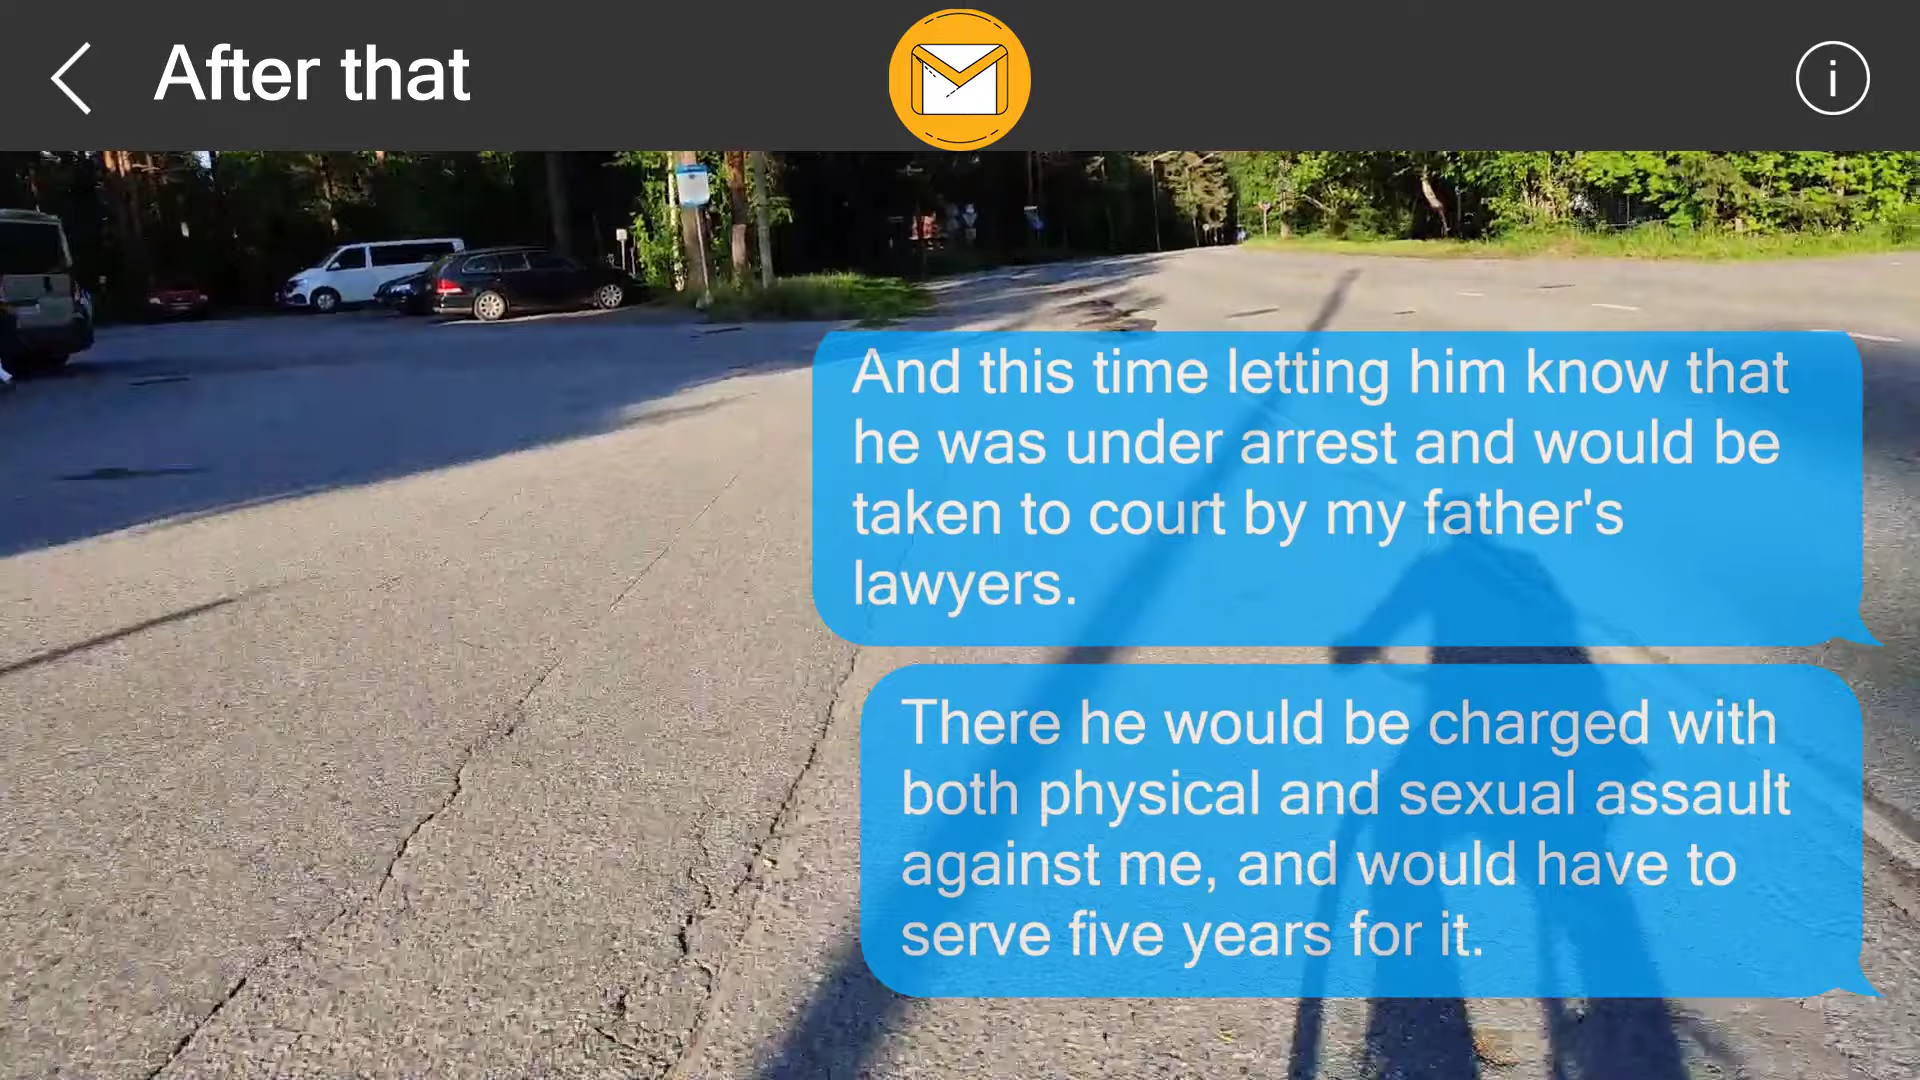 After that
And this time letting him know that
he was under arrest and would be
taken to court by my father's
lawyers.
There he would be charged with
both physical and sexual assault
against me, and would have to
serve five years for it.